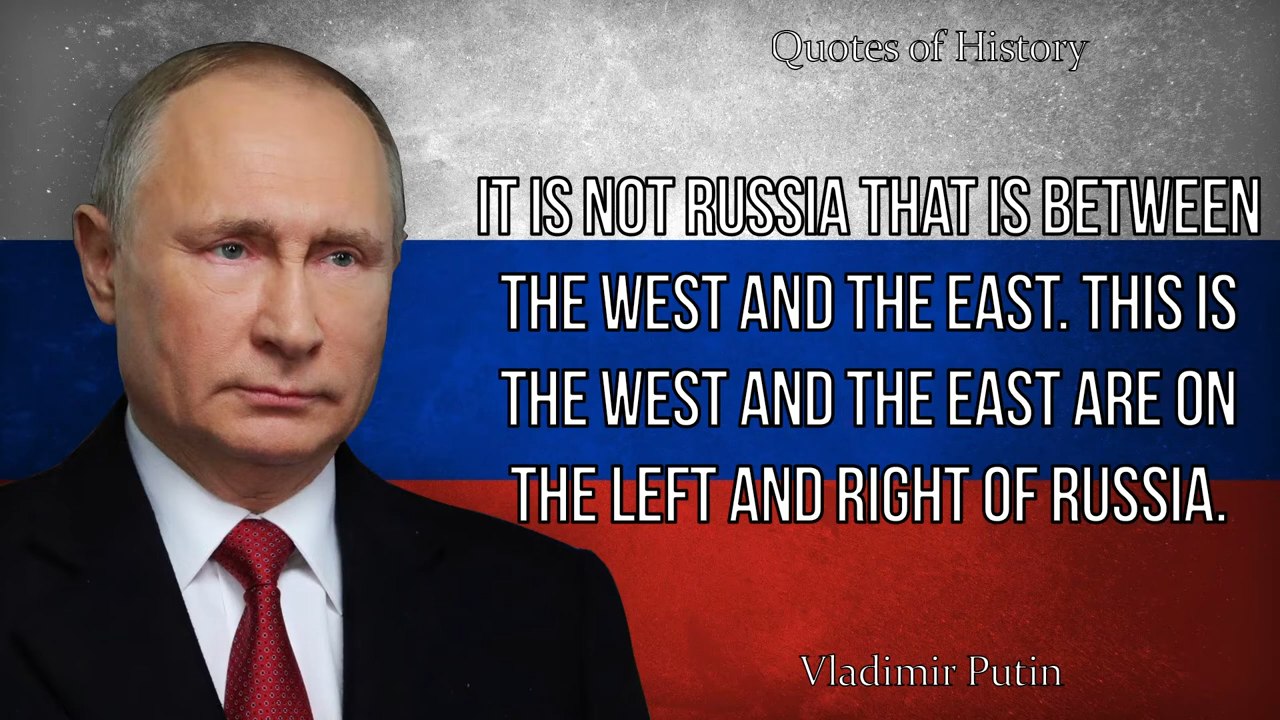 Quotes of History
IT IS NOT RUSSIA THAT IS BETWEEN
THE WEST AND THE EAST. THIS IS
THE WEST AND THE EAST ARE ON
THE LEFT AND RIGHT OF RUSSIA.
Vladimir Putin